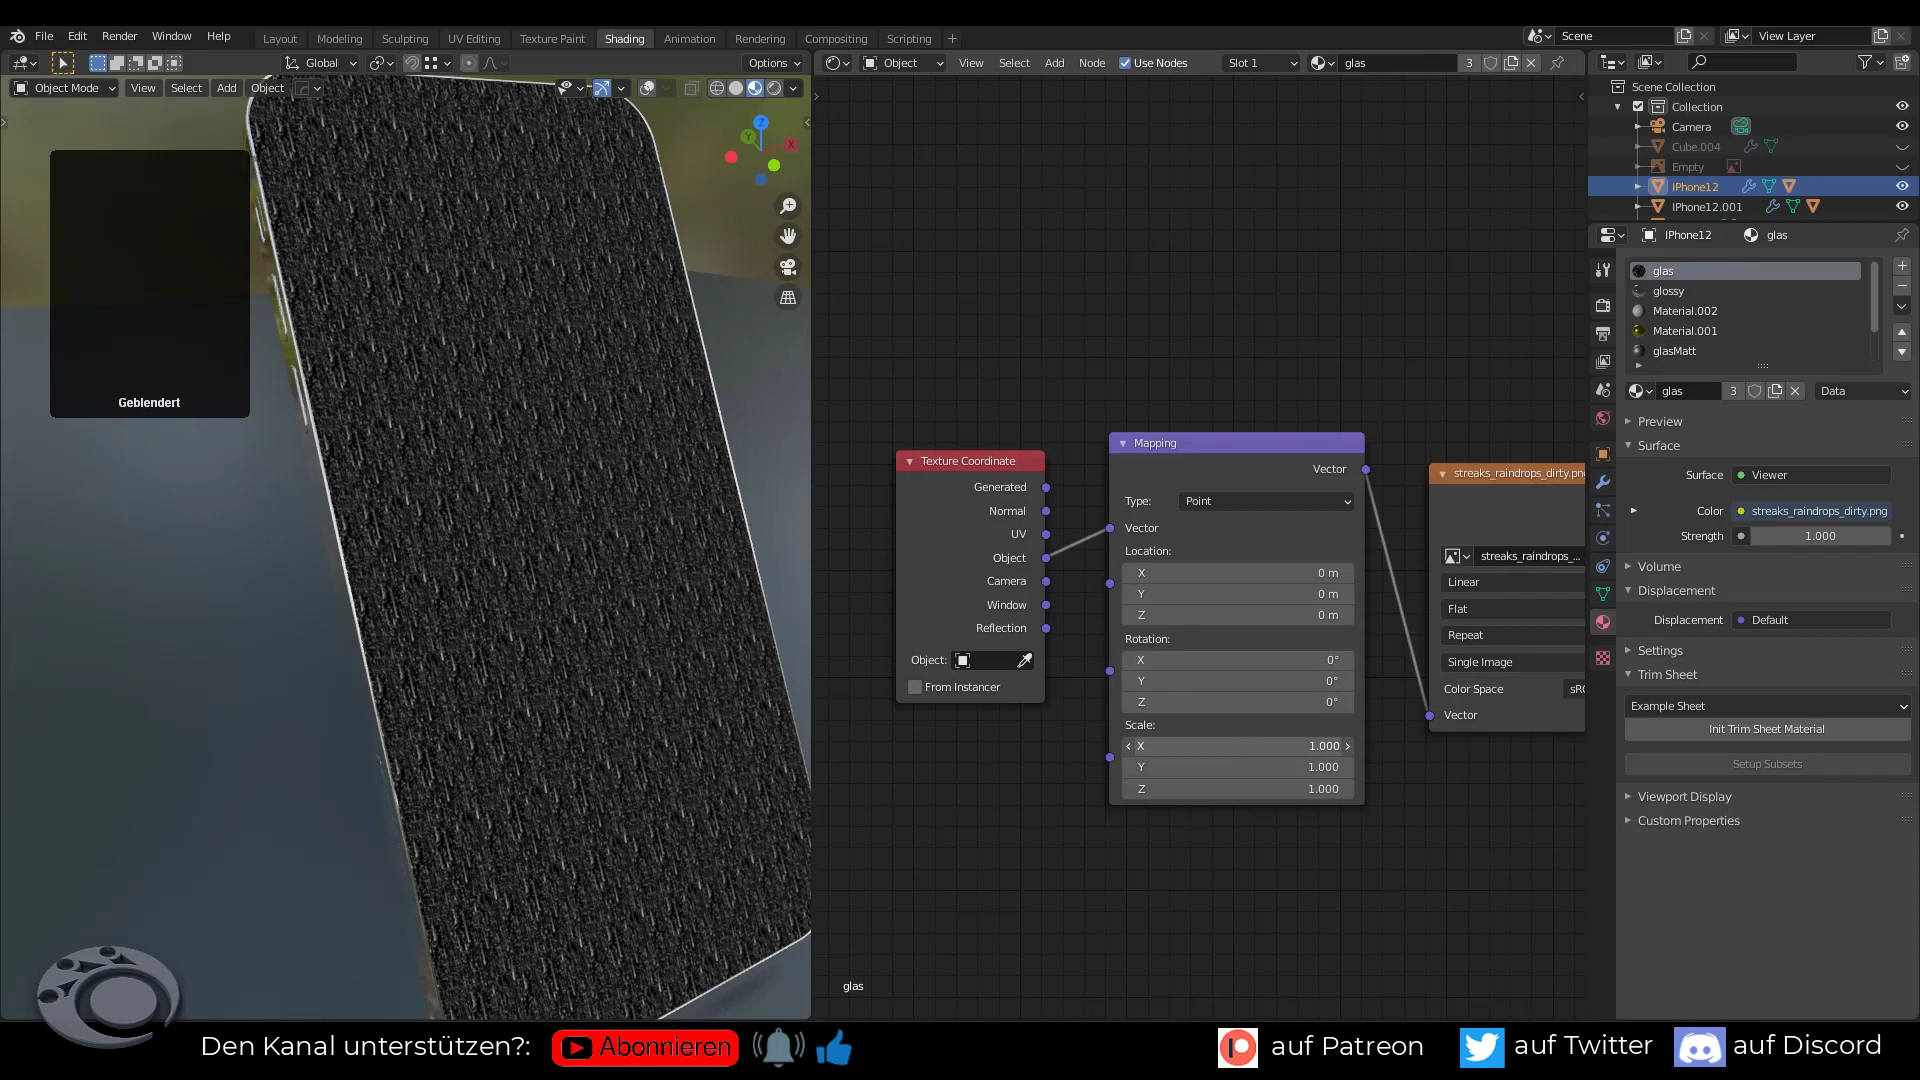 File Edit Render Window Help
Layout Modeling Sculpting UV Editing Texture Paint Shading Animation Rendering Compositing Scripting
Scene
View Layer
Global
Options
Object
View Select Add Node Use Nodes
Slot 1
glas
3
Object Mode View Select Add Object
Z
Y
X
Geblendert
Scene Collection
Collection
Camera
Cube.004
Empty
IPhone12
IPhone12.001
IPhone12 glas
glas
glossy
Material.002
Material.001
glasMatt
glas 3 Data
Preview
Surface
Surface Viewer
Color streaks_raindrops_dirty.png
Strength 1.000
Volume
Displacement
Displacement Default
Settings
Trim Sheet
Example Sheet
Init Trim Sheet Material
Setup Subsets
Viewport Display
Custom Properties
Texture Coordinate
Generated
Normal
UV
Object
Camera
Window
Reflection
Object:
From Instancer
Mapping
Vector
Type: Point
Vector
Location:
X 0 m
Y 0 m
Z 0 m
Rotation:
X 0°
Y 0°
Z 0°
Scale:
X 1.000
Y 1.000
Z 1.000
streaks_raindrops_dirty.pn
streaks_raindrops_...
Linear
Flat
Repeat
Single Image
Color Space sR
Vector
glas
Den Kanal unterstützen?: Abonnieren
auf Patreon auf Twitter auf Discord